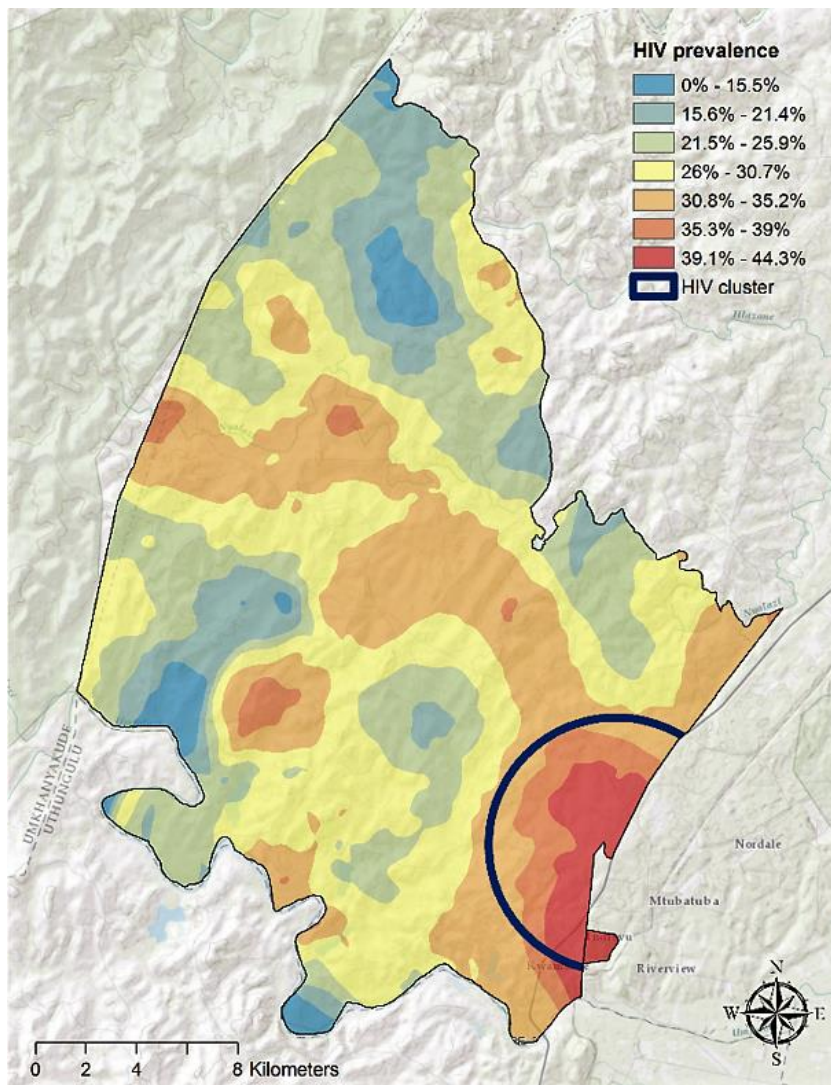 HIV prevalence
0% - 15.5%
15.6% - 21.4%
21.5% - 25.9%
26% - 30.7%
30.8% - 35.2%
35.3% - 39%
39.1% - 44.3%
HIV cluster
Hlazane
Nyalazi
UMKHANYAKUDE
UTHUNGULU
Nordale
Mtubatuba
Riverview
N
W
E
S
0 2 4 8 Kilometers